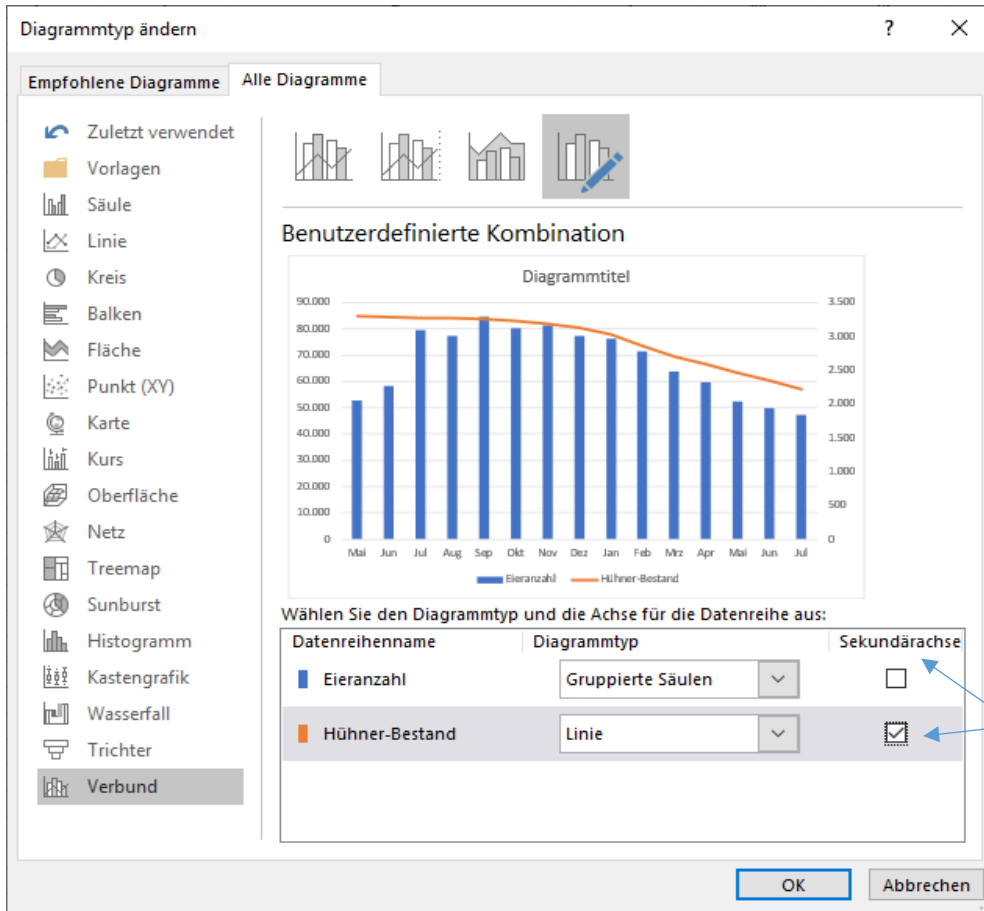 Diagrammtyp ändern ?
Empfohlene Diagramme Alle Diagramme
Zuletzt verwendet
Vorlagen
Säule
Linie
Kreis
Balken
Fläche
Punkt (XY)
Karte
Kurs
Oberfläche
Netz
Treemap
Sunburst
Histogramm
Kastengrafik
Wasserfall
Trichter
Verbund
Benutzerdefinierte Kombination
Diagrammtitel
90.000
80.000
70.000
60.000
50.000
40.000
30.000
20.000
10.000
0
3.500
3.000
2.500
2.000
1.500
1.000
500
0
Mai Jun Jul Aug Sep Okt Nov Dez Jan Feb Mrz Apr Mai Jun Jul
Eieranzahl Hühner-Bestand
Wählen Sie den Diagrammtyp und die Achse für die Datenreihe aus:
Datenreihenname Diagrammtyp Sekundärachse
Eieranzahl Gruppierte Säulen
Hühner-Bestand Linie
OK Abbrechen